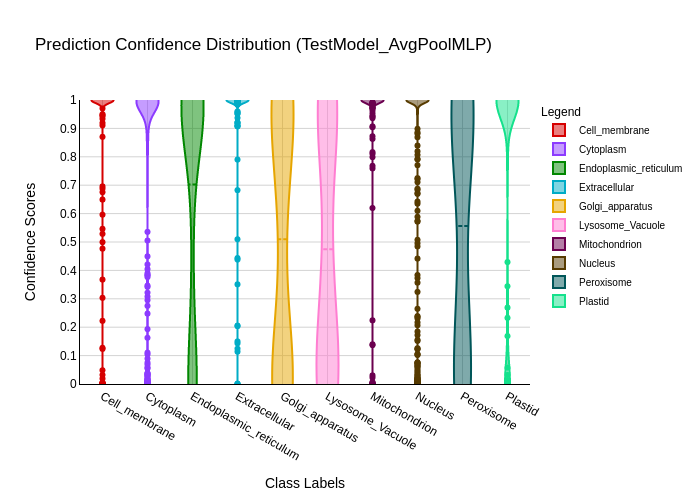 Prediction Confidence Distribution (TestModel_AvgPoolMLP)
Confidence Scores
1
0.9
0.8
0.7
0.6
0.5
0.4
0.3
0.2
0.1
0
Cell_membrane
Cytoplasm
Endoplasmic_reticulum
Extracellular
Golgi_apparatus
Lysosome_Vacuole
Mitochondrion
Nucleus
Peroxisome
Plastid
Class Labels
Legend
Cell_membrane
Cytoplasm
Endoplasmic_reticulum
Extracellular
Golgi_apparatus
Lysosome_Vacuole
Mitochondrion
Nucleus
Peroxisome
Plastid